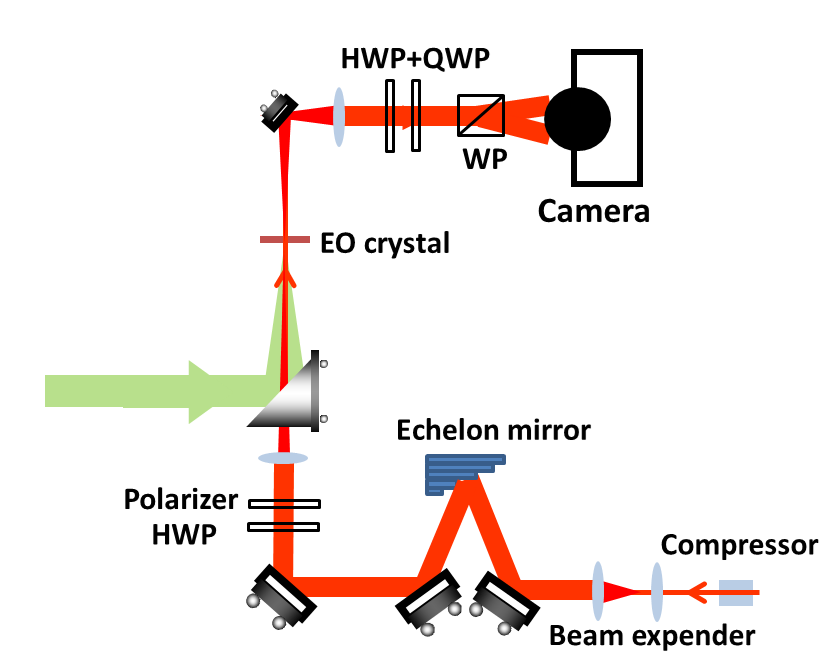 HWP+QWP
WP
Camera
EO crystal
Echelon mirror
Polarizer
HWP
Compressor
Beam expender